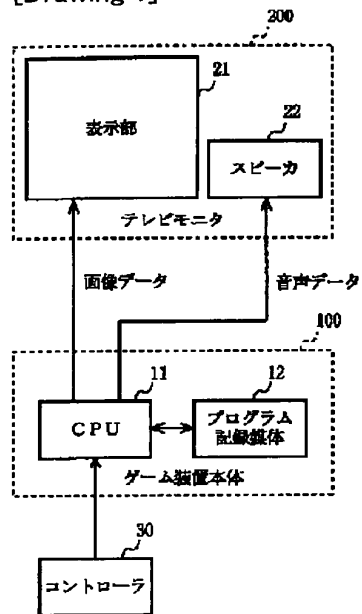 200
21
表示部
22
スピーカ
テレビモニタ
画像データ
音声データ
100
11
12
CPU
プログラム
記録媒体
ゲーム装置本体
30
コントローラ